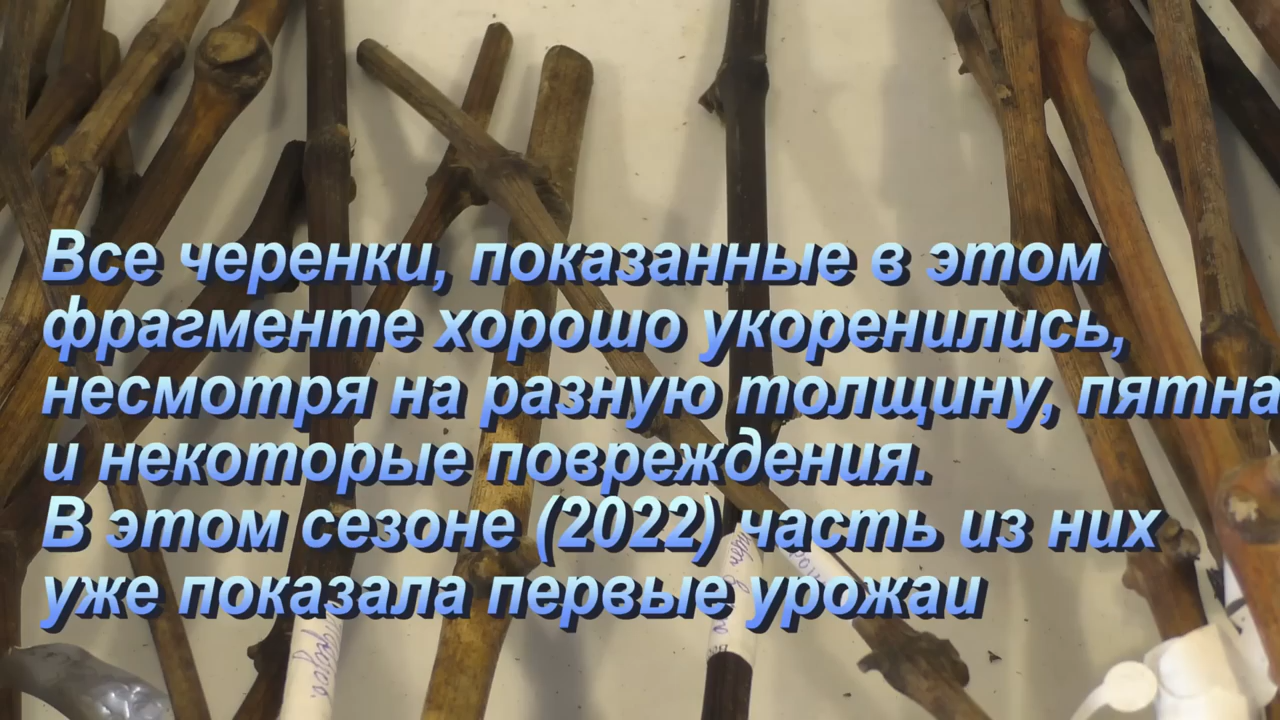 Все черенки, показанные в этом
фрагменте хорошо укоренились,
несмотря на разную толщину, пятна
и некоторые повреждения.
В этом сезоне (2022) часть из них
уже показала первые урожаи